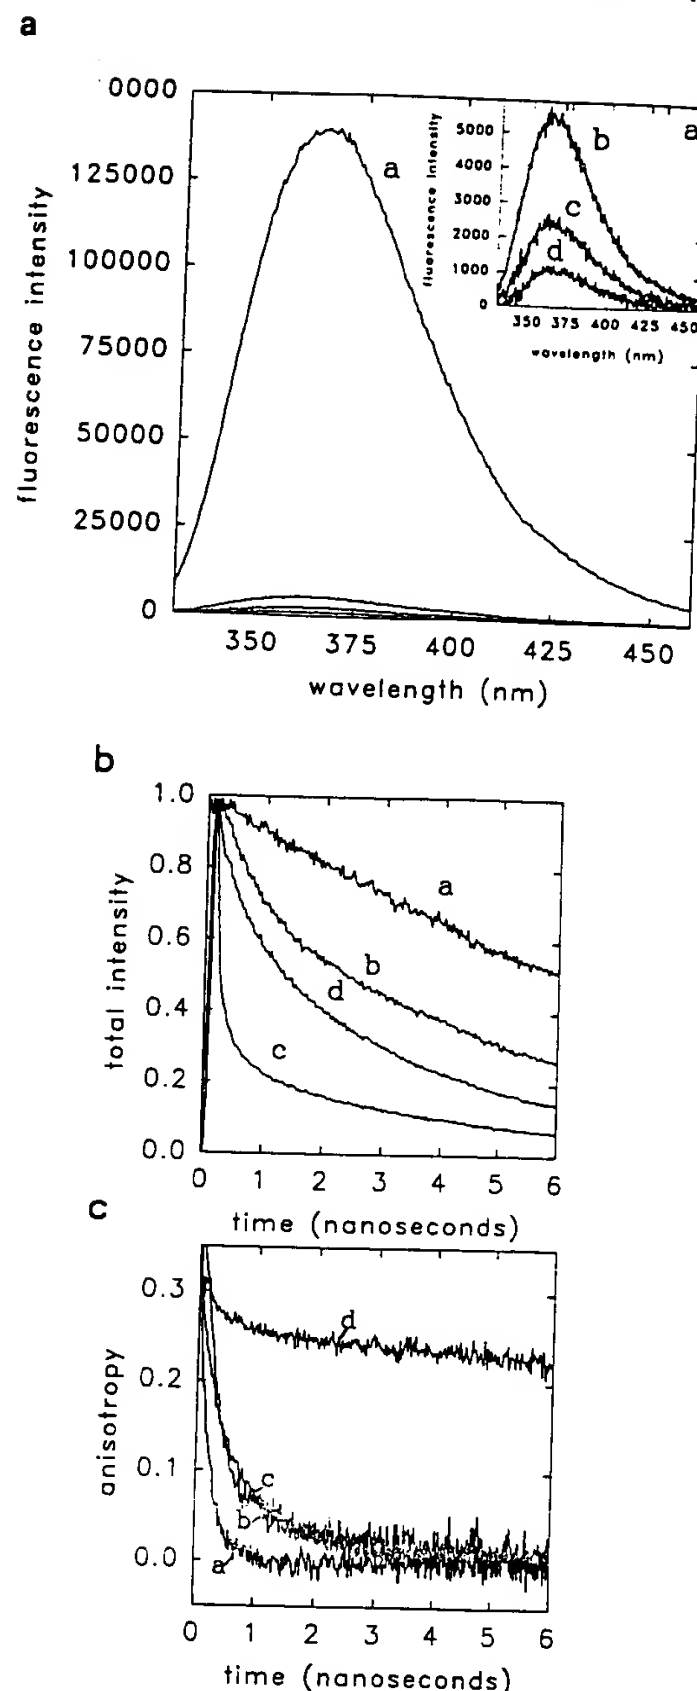 a
0000
125000
100000
75000
50000
25000
0
fluorescence intensity
350 375 400 425 450
wavelength (nm)
a
5000
4000
3000
2000
1000
0
fluorescence intensity
b
c
d
a
350 375 400 425 450
wavelength (nm)
b
1.0
0.8
0.6
0.4
0.2
0.0
total intensity
a
b
d
c
0 1 2 3 4 5 6
time (nanoseconds)
c
0.3
0.2
0.1
0.0
anisotropy
d
c
b
a
0 1 2 3 4 5 6
time (nanoseconds)